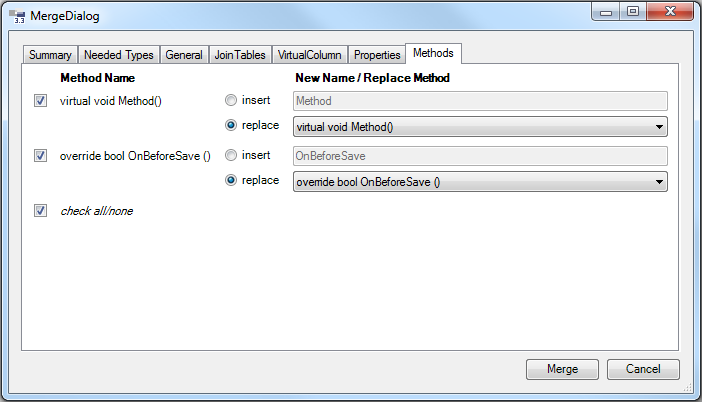 3.3 MergeDialog
Summary Needed Types General JoinTables VirtualColumn Properties Methods
Method Name New Name / Replace Method
virtual void Method() insert Method
replace virtual void Method()
override bool OnBeforeSave () insert OnBeforeSave
replace override bool OnBeforeSave ()
check all/none
Merge Cancel